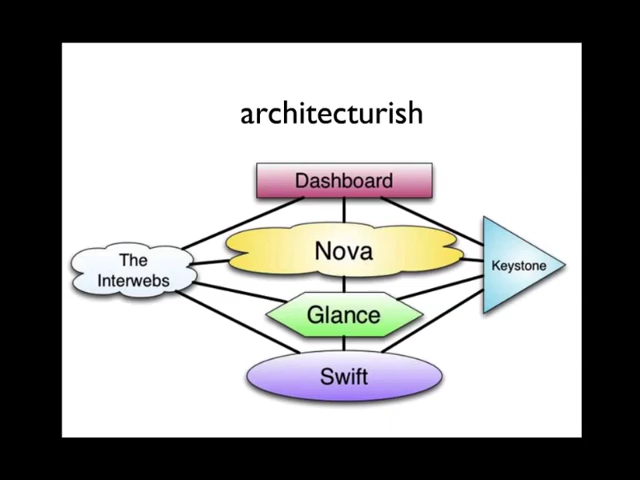 architecturish
Dashboard
Nova
The
Interwebs
Keystone
Glance
Swift